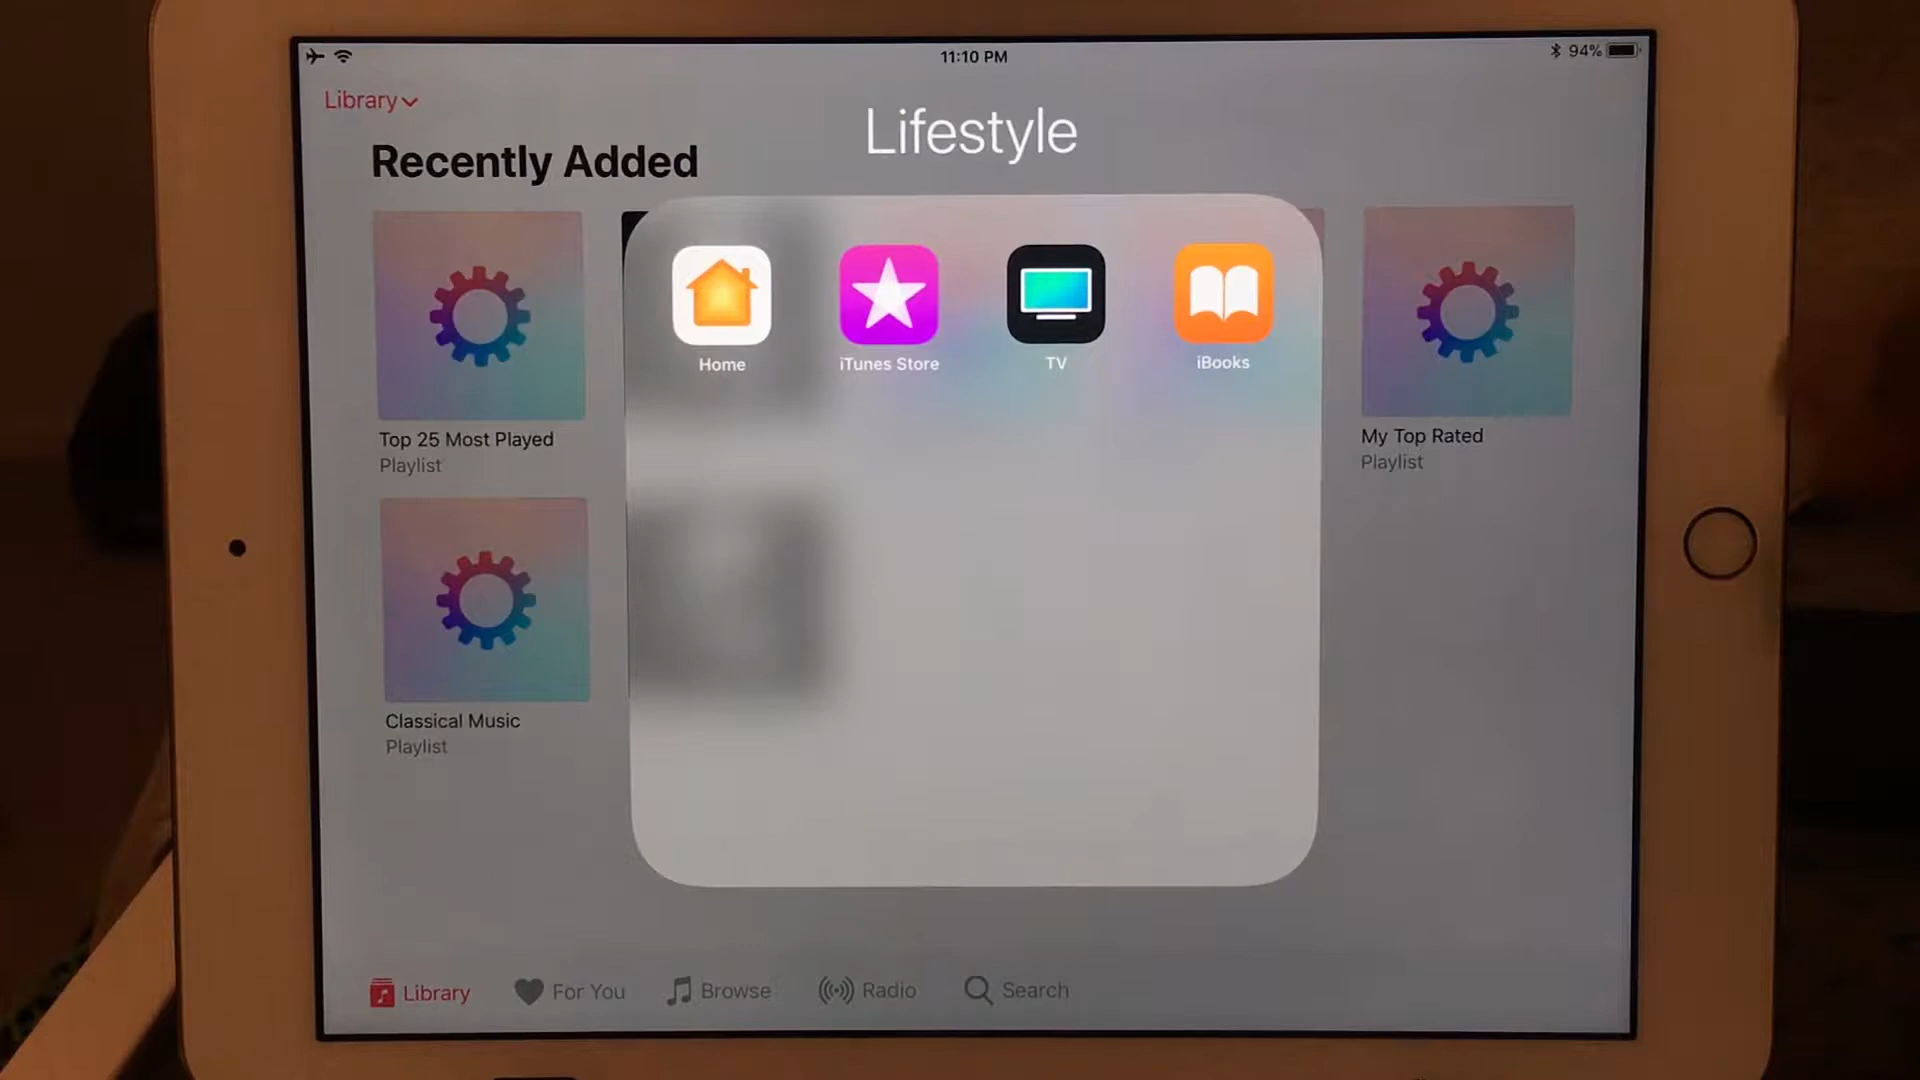 11:10 PM
94%
Library
Lifestyle
Recently Added
Home
iTunes Store
TV
iBooks
Top 25 Most Played
Playlist
My Top Rated
Playlist
Classical Music
Playlist
Library
For You
Browse
Radio
Search